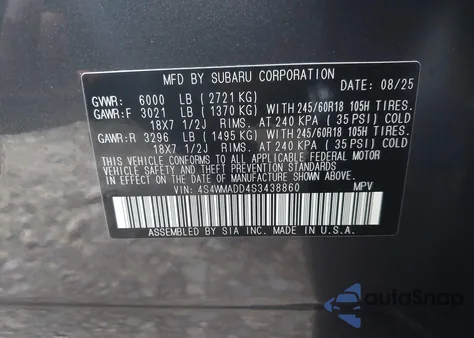 MFD BY SUBARU CORPORATION DATE: 08/25
GVWR: 6000 LB (2721 KG)
GAWR:F 3021 LB (1370 KG) WITH 245/60R18 105H TIRES.
18X7 1/2J RIMS. AT 240 KPA ( 35 PSI) COLD
GAWR:R 3296 LB (1495 KG) WITH 245/60R18 105H TIRES.
18X7 1/2J RIMS. AT 240 KPA ( 35 PSI) COLD
THIS VEHICLE CONFORMS TO ALL APPLICABLE FEDERAL MOTOR
VEHICLE SAFETY AND THEFT PREVENTION STANDARDS IN
EFFECT ON THE DATE OF MANUFACTURE SHOWN ABOVE.
VIN: 4S4WMADD4S3438860 MPV
ASSEMBLED BY SIA INC. MADE IN U.S.A.
autoSnap